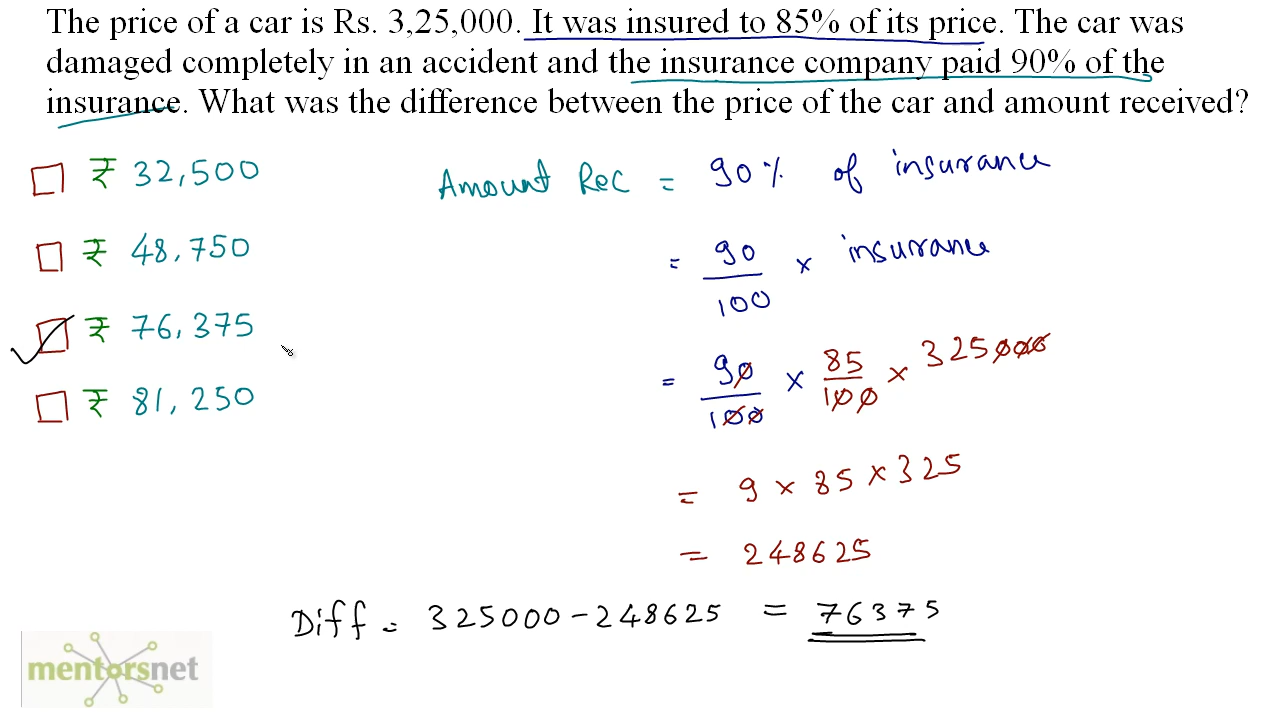 The price of a car is Rs. 3,25,000. It was insured to 85% of its price. The car was
damaged completely in an accident and the insurance company paid 90% of the
insurance. What was the difference between the price of the car and amount received?
₹ 32,500
₹ 48,750
₹ 76,375
₹ 81,250
Amount Rec = 90% of insurance
= 90/100 × insurance
= 90/100 × 85/100 × 325000
= 9 × 85 × 325
= 248625
Diff = 325000 - 248625 = 76375
mentorsnet